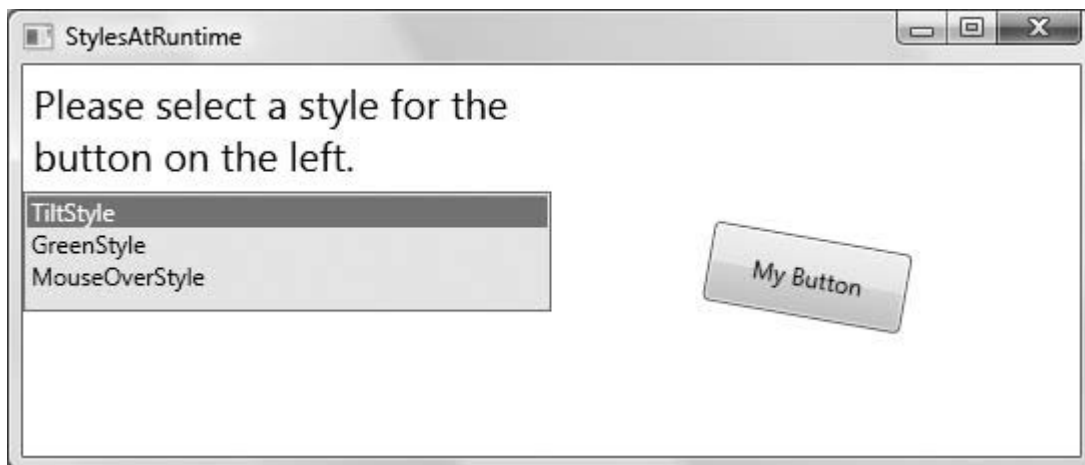 StylesAtRuntime
Please select a style for the
button on the left.
TiltStyle
GreenStyle
MouseOverStyle
My Button